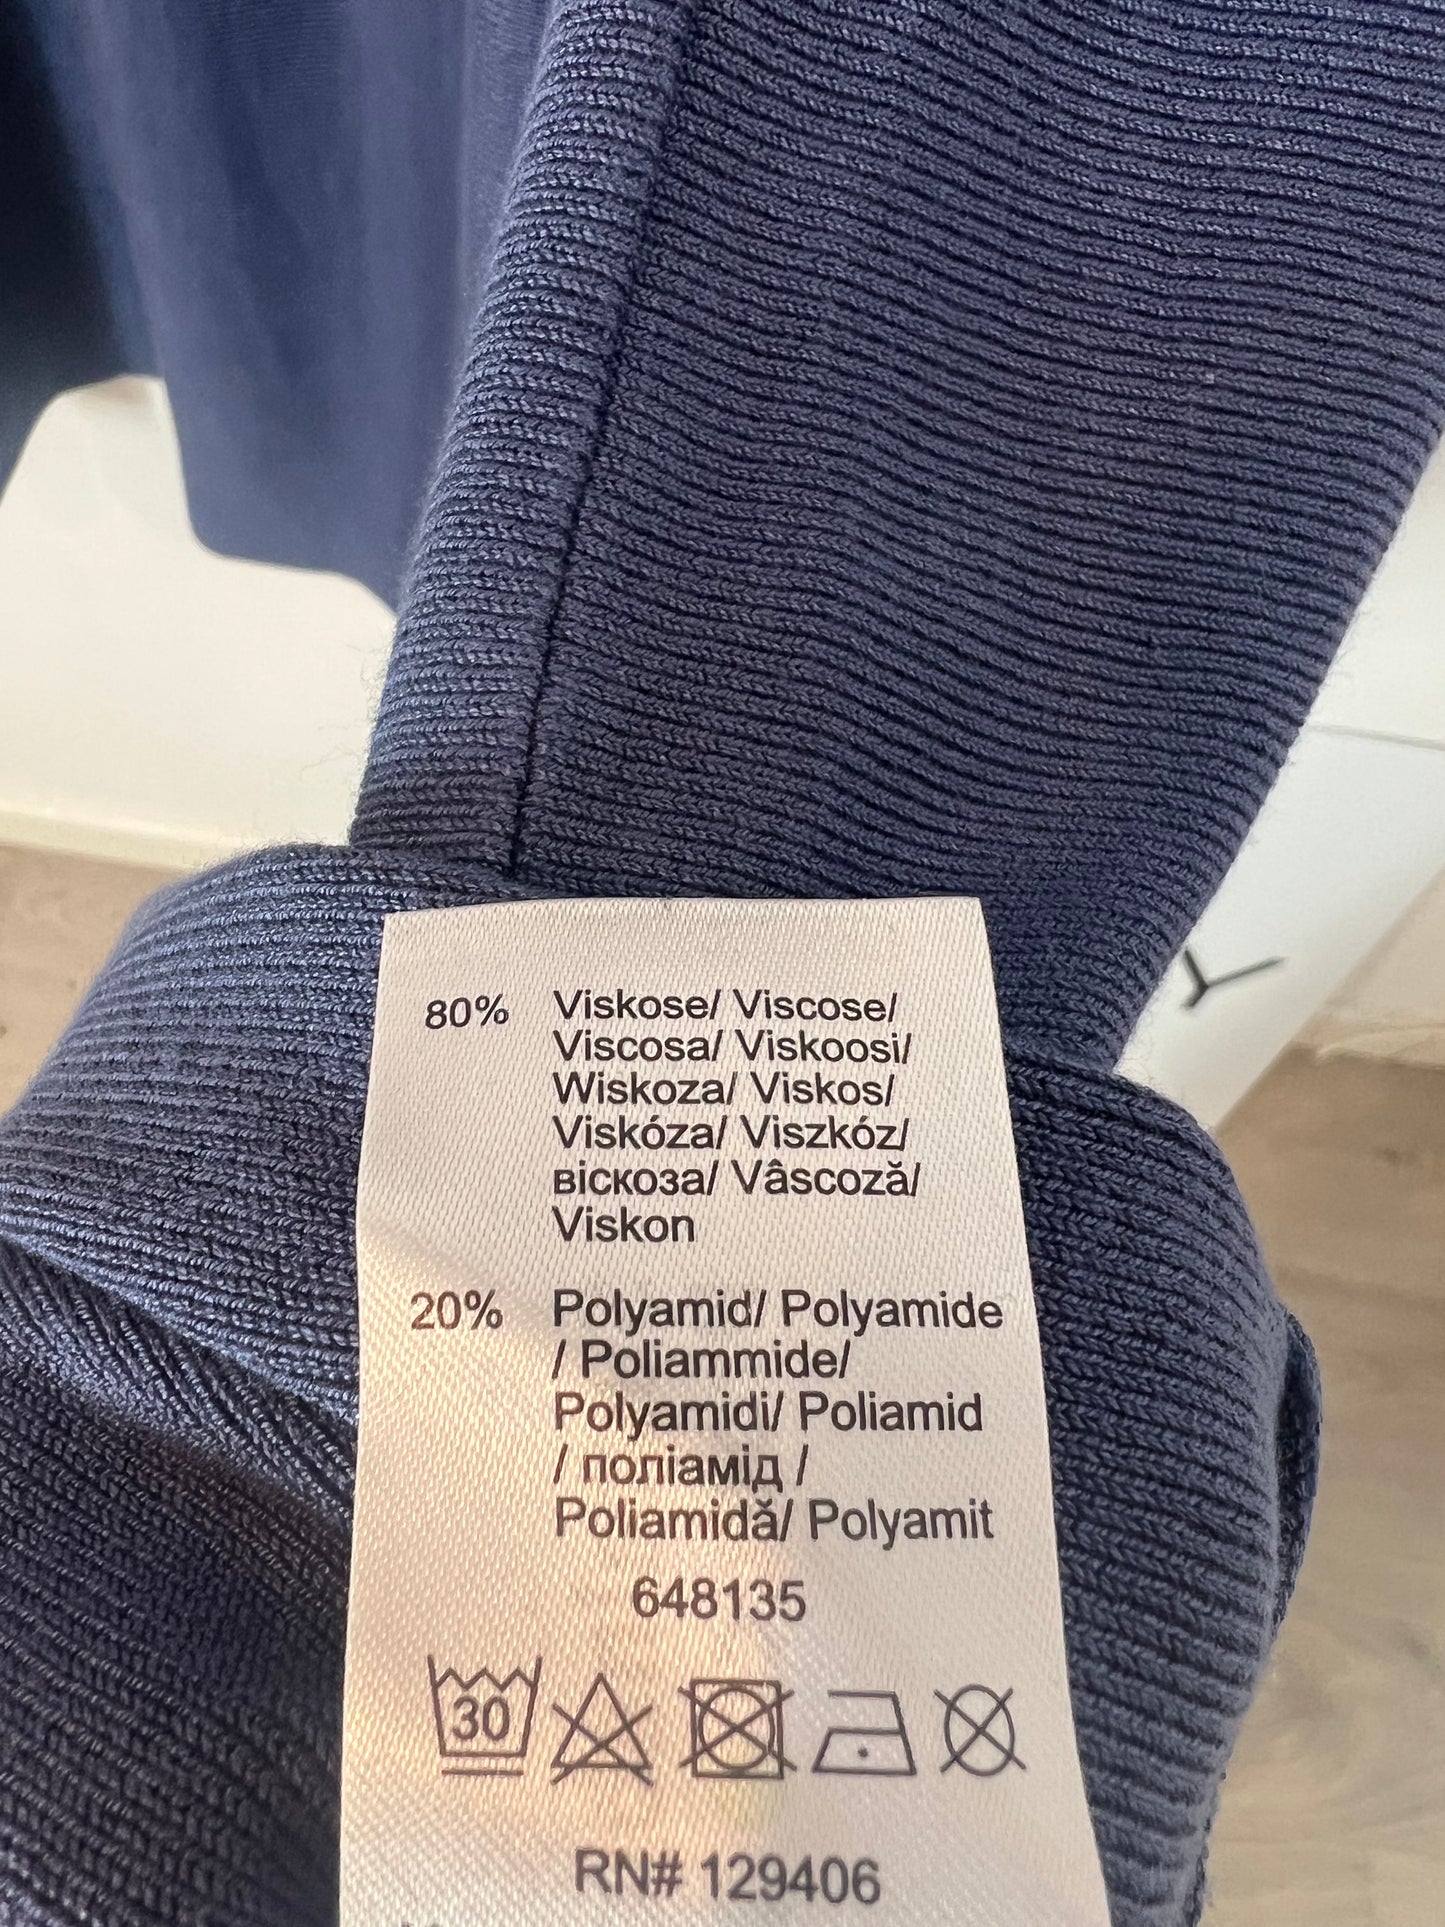 80% Viskose/ Viscose/
Viscosa/ Viskoosi/
Wiskoza/ Viskos/
Viskóza/ Viszkóz/
віскоза/ Vâscoză/
Viskon
20% Polyamid/ Polyamide
/ Poliammide/
Polyamidi/ Poliamid
/ поліамід /
Poliamidă/ Polyamit
648135
30
RN# 129406